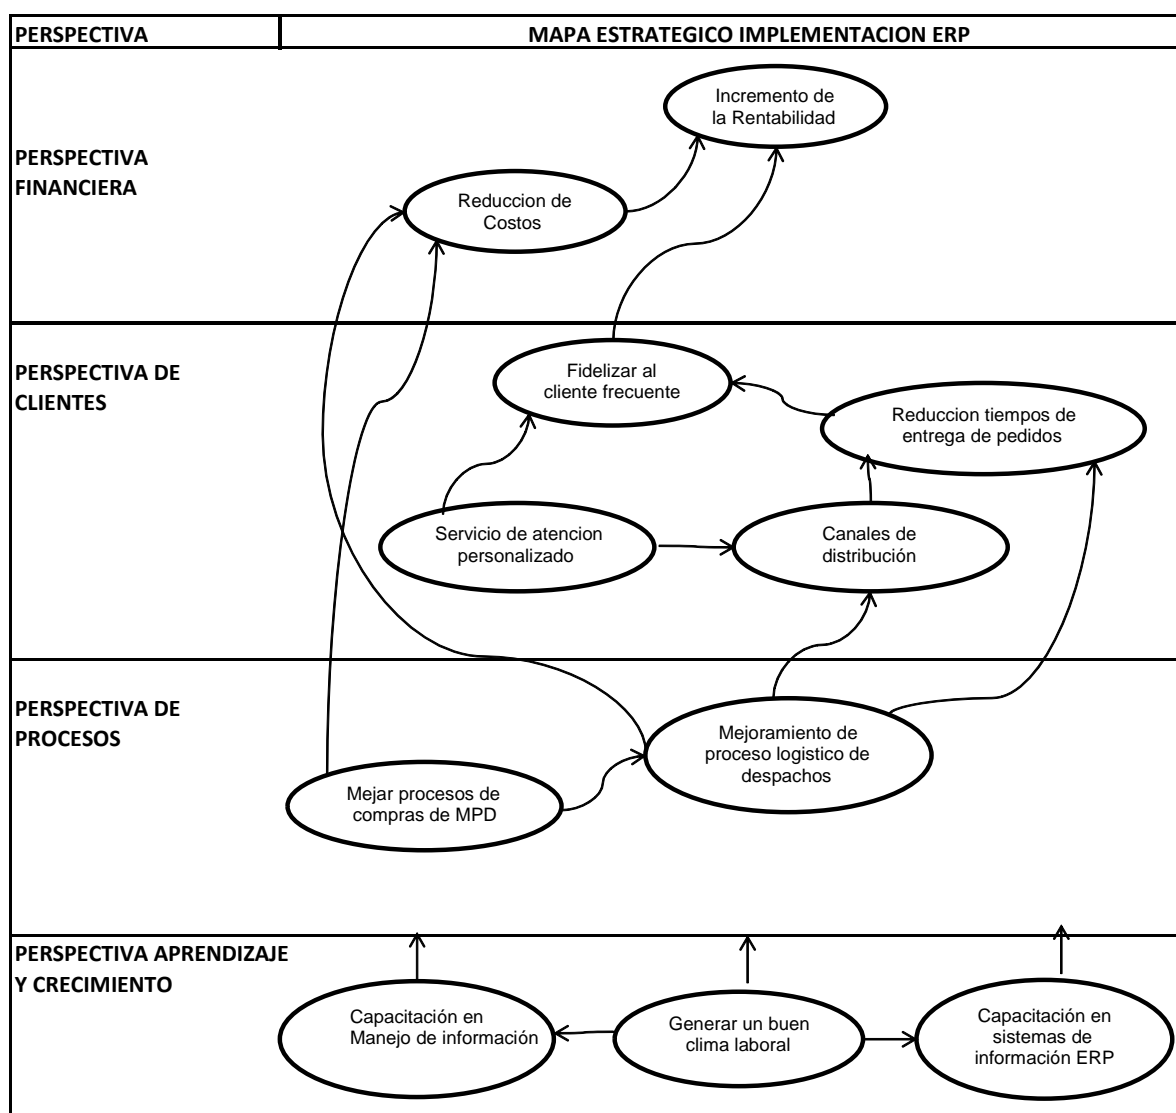 PERSPECTIVA
MAPA ESTRATEGICO IMPLEMENTACION ERP
PERSPECTIVA
FINANCIERA
Incremento de
la Rentabilidad
Reduccion de
Costos
PERSPECTIVA DE
CLIENTES
Fidelizar al
cliente frecuente
Reduccion tiempos de
entrega de pedidos
Servicio de atencion
personalizado
Canales de
distribución
PERSPECTIVA DE
PROCESOS
Mejoramiento de
proceso logistico de
despachos
Mejar procesos de
compras de MPD
PERSPECTIVA APRENDIZAJE
Y CRECIMIENTO
Capacitación en
Manejo de información
Generar un buen
clima laboral
Capacitación en
sistemas de
información ERP